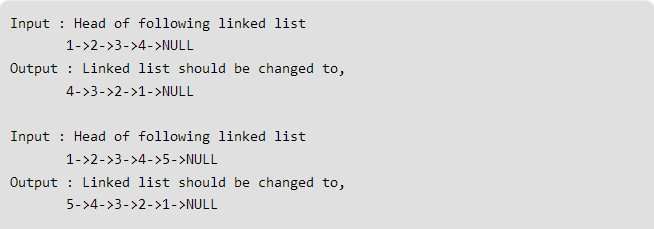 Input : Head of following linked list
1->2->3->4->NULL
Output : Linked list should be changed to,
4->3->2->1->NULL
Input : Head of following linked list
1->2->3->4->5->NULL
Output : Linked list should be changed to,
5->4->3->2->1->NULL